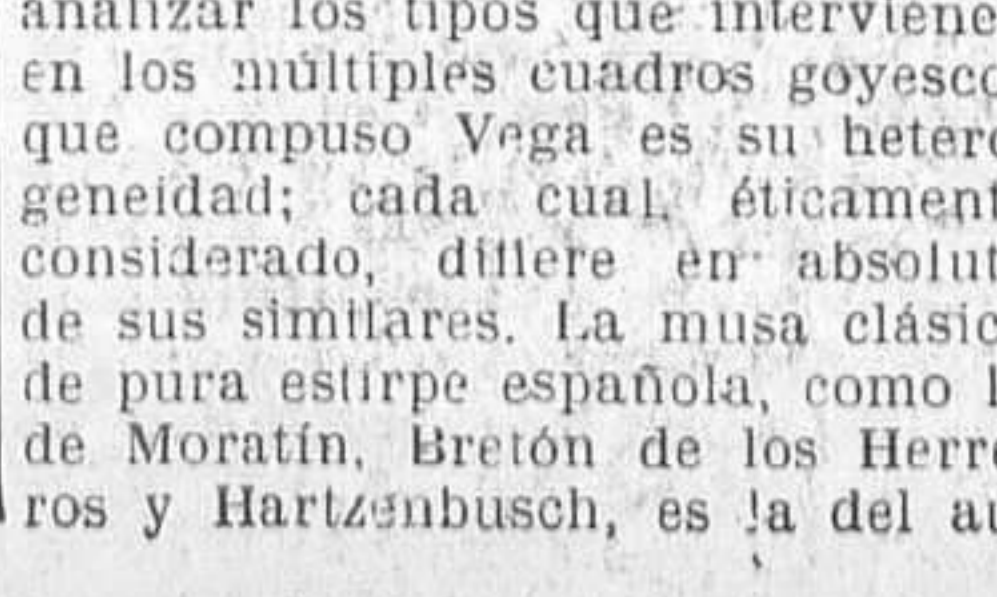 analizar los tipos que interviene
en los múltiples cuadros goyesco
que compuso Vega es su hetero
geneidad; cada cual, éticament
considerado, difiere en absolut
de sus similares. La musa clásic
de pura estirpe española, como l
de Moratín, Bretón de los Herre
ros y Hartzenbusch, es la del au